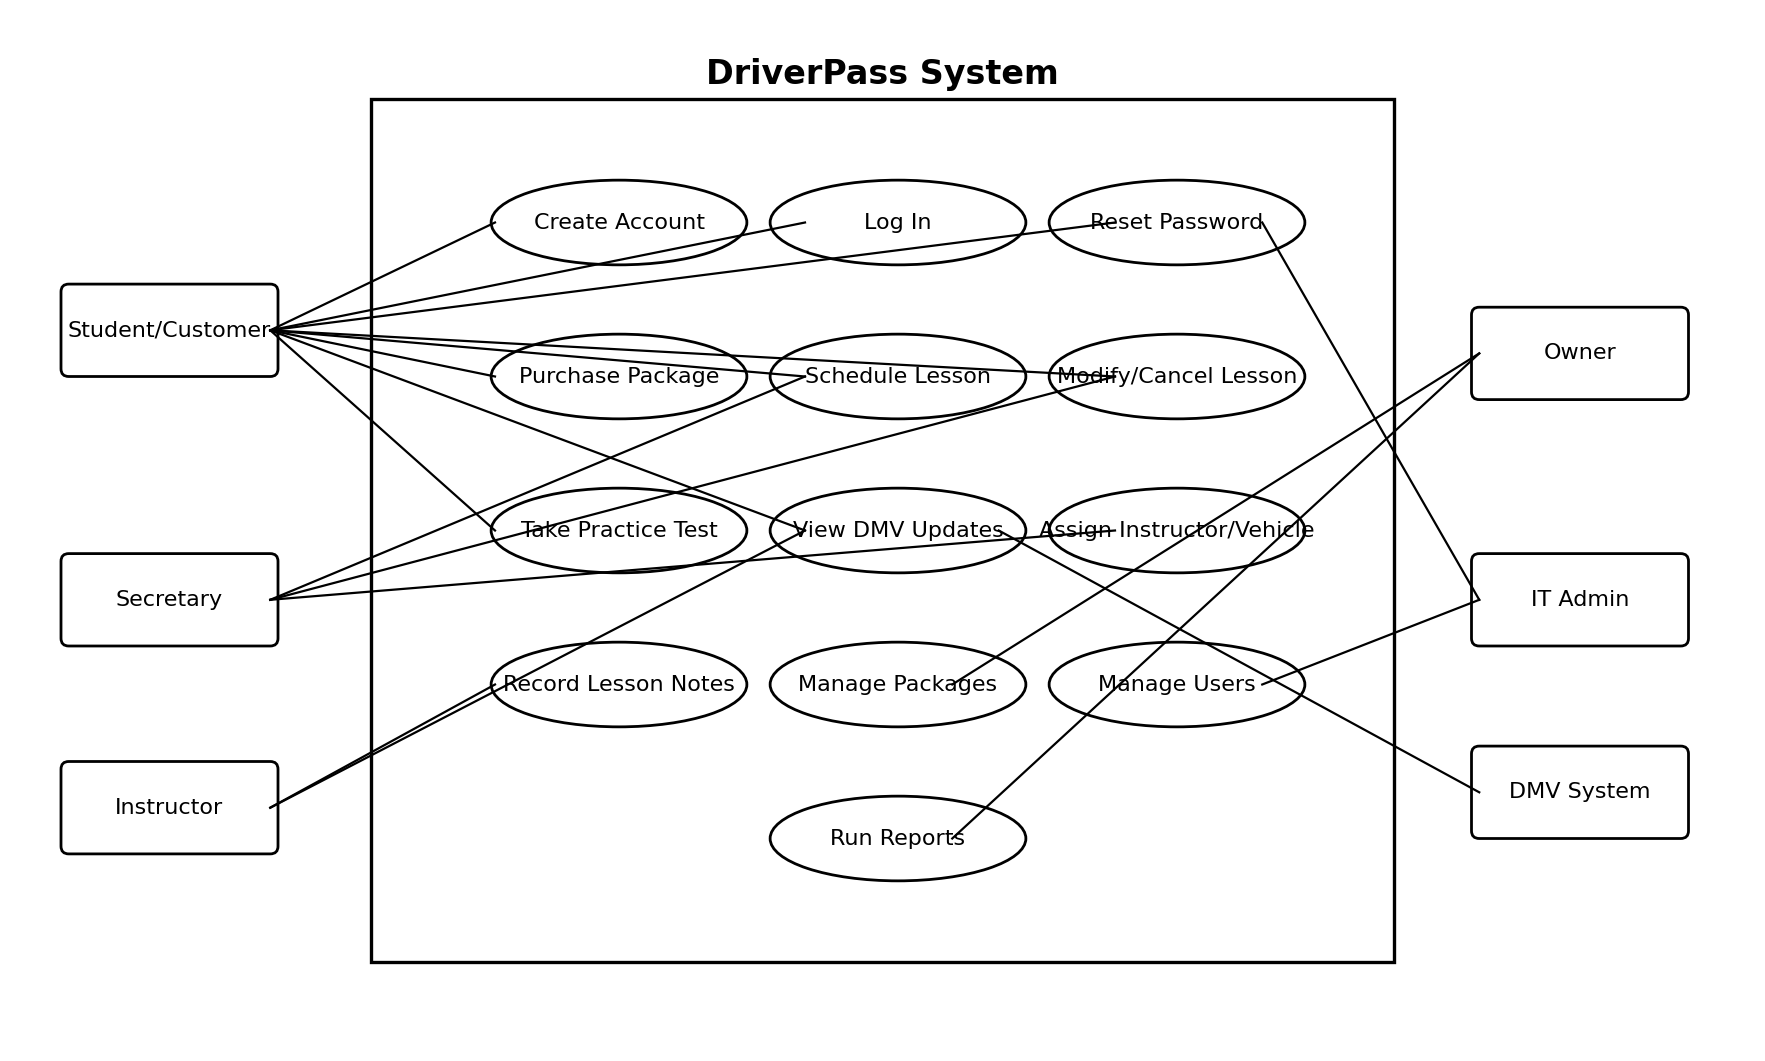 DriverPass System
Create Account
Log In
Reset Password
Student/Customer
Purchase Package
Schedule Lesson
Modify/Cancel Lesson
Owner
Take Practice Test
View DMV Updates
Assign Instructor/Vehicle
Secretary
IT Admin
Record Lesson Notes
Manage Packages
Manage Users
Instructor
DMV System
Run Reports